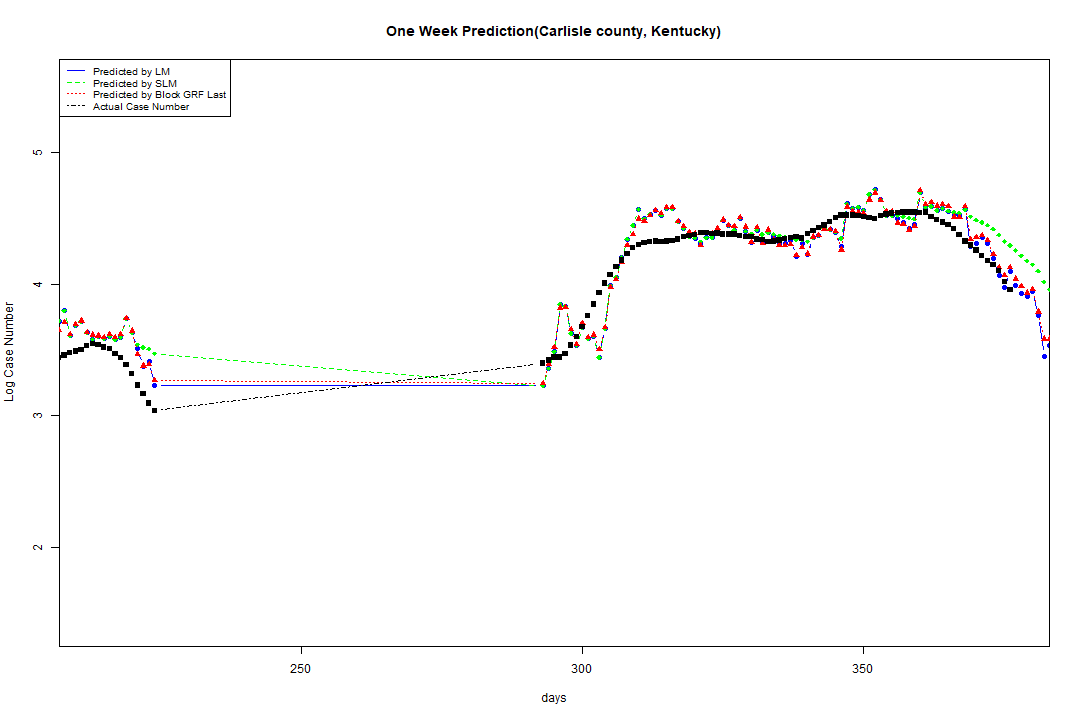 One Week Prediction(Carlisle county, Kentucky)
Predicted by LM
Predicted by SLM
Predicted by Block GRF Last
Actual Case Number
5
4
3
2
Log Case Number
250
300
350
days